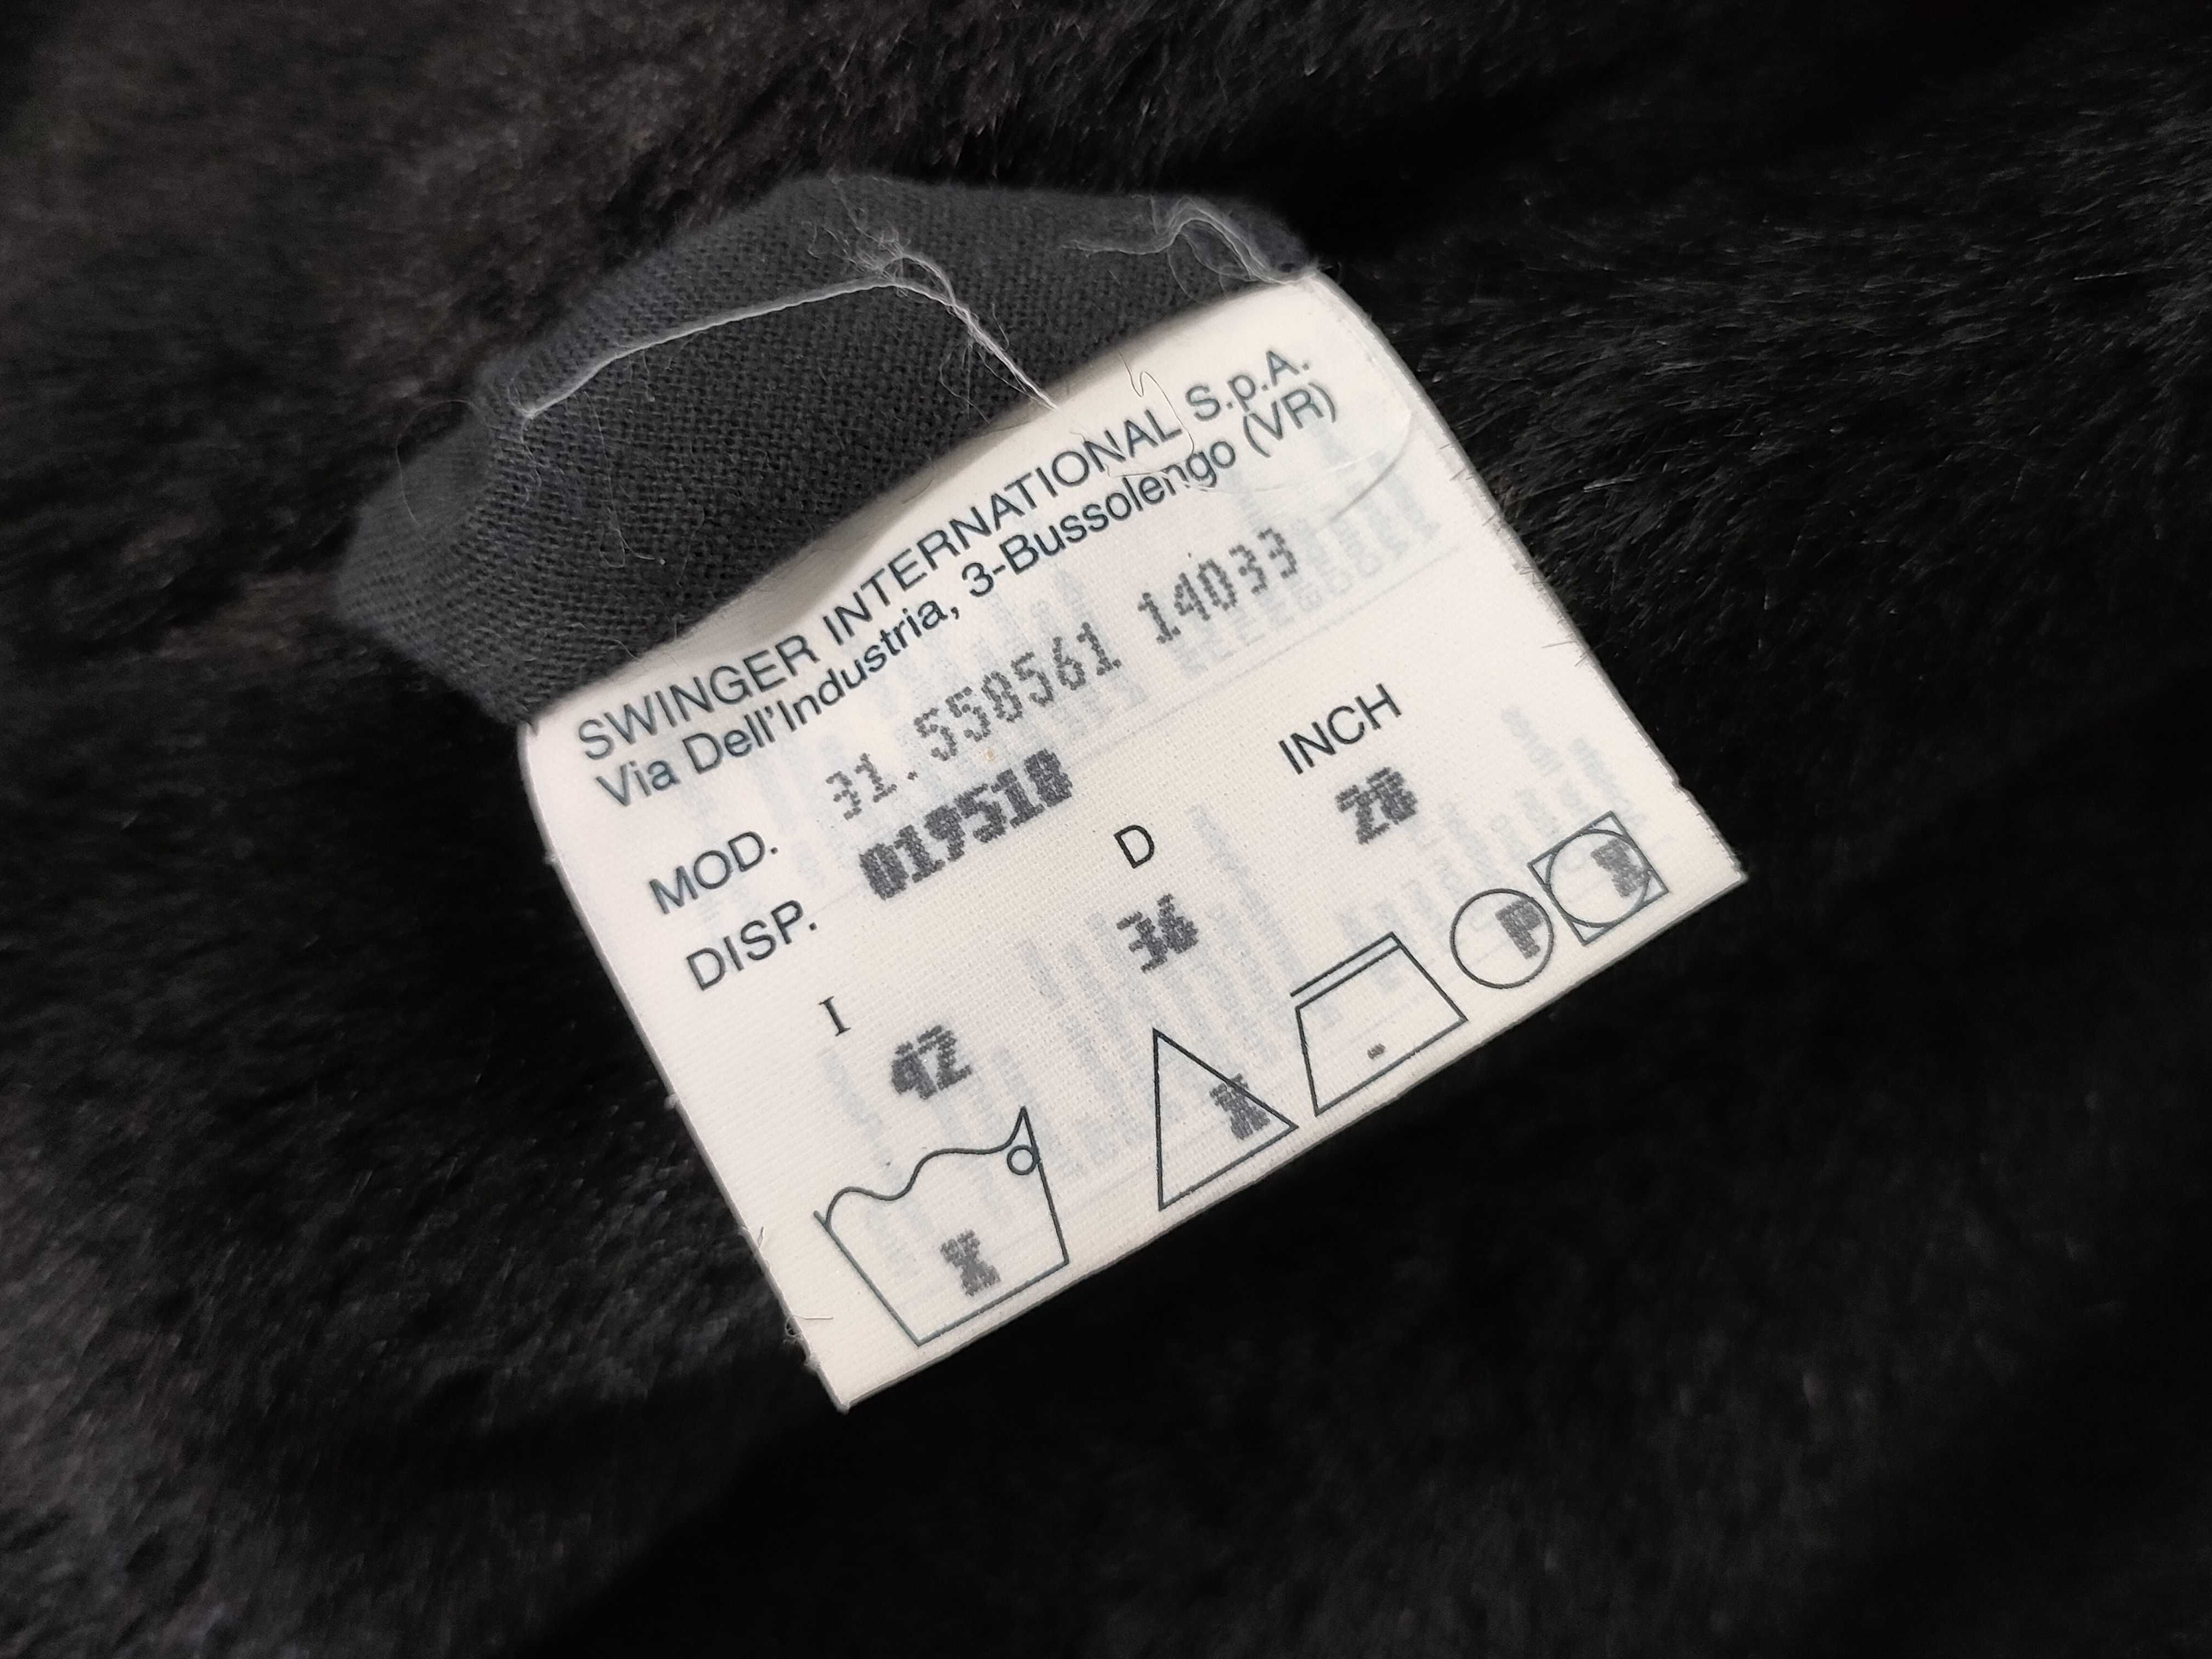 SWINGER INTERNATIONAL S.p.A.
Via Dell'Industria, 3-Bussolengo (VR)
MOD. 31.550561 14033
DISP. 019518
I D INCH
42 36 28
X X P X